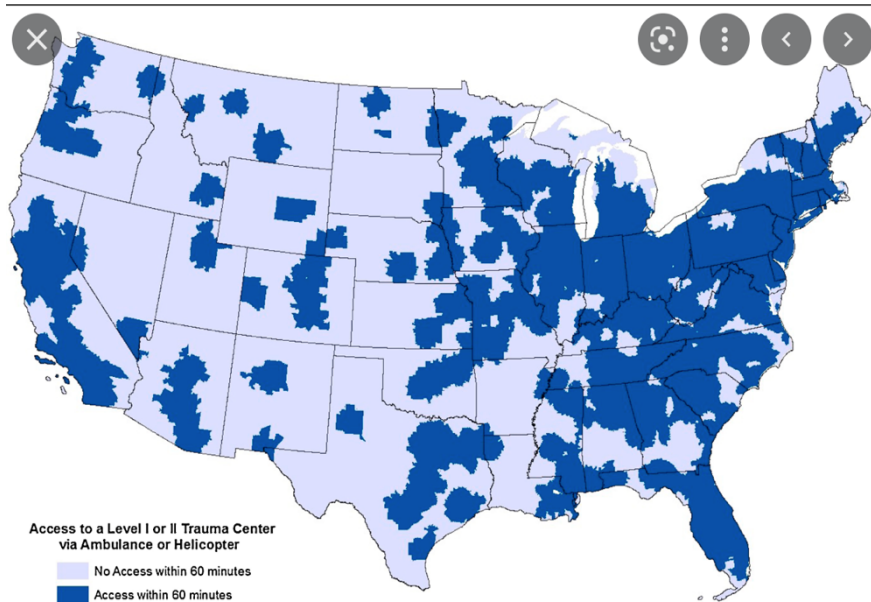 Access to a Level I or II Trauma Center
via Ambulance or Helicopter
No Access within 60 minutes
Access within 60 minutes